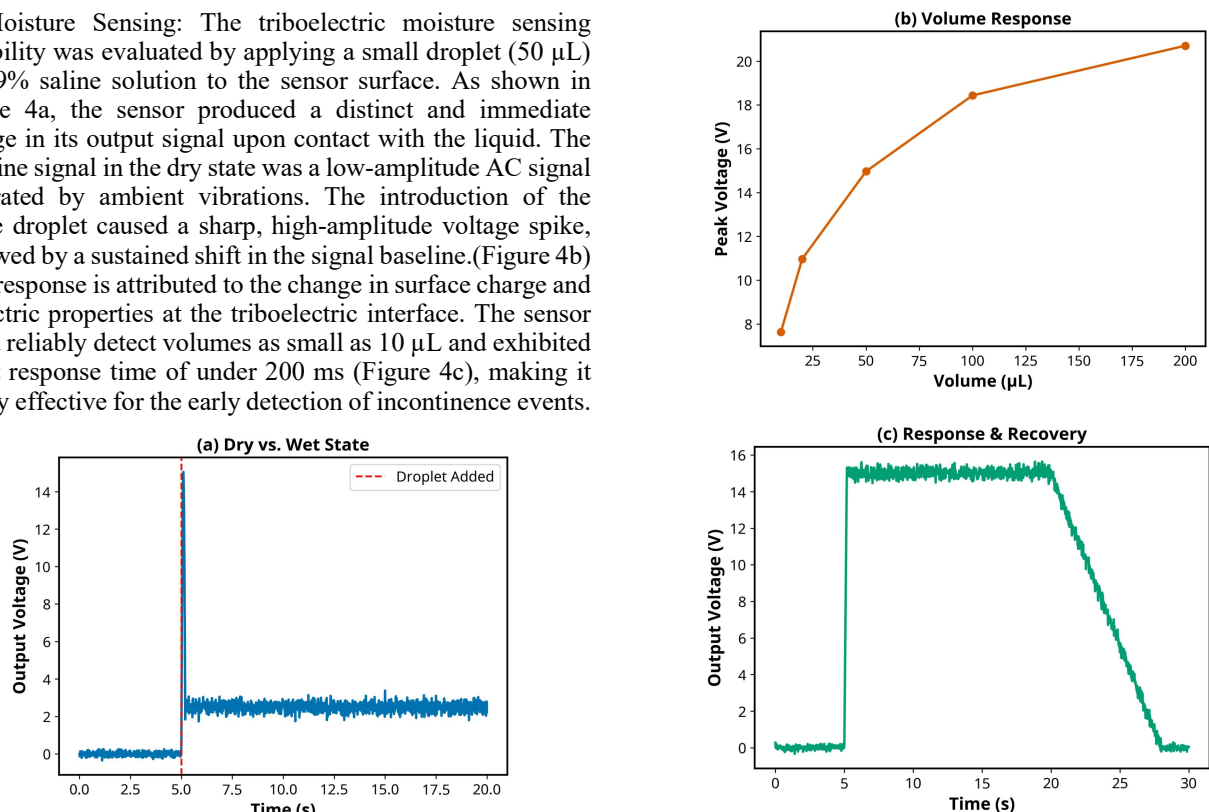 Moisture Sensing: The triboelectric moisture sensing
was evaluated by applying a small droplet (50 µL)
9% saline solution to the sensor surface. As shown in
4a, the sensor produced a distinct and immediate
in its output signal upon contact with the liquid. The
signal in the dry state was a low-amplitude AC signal
by ambient vibrations. The introduction of the
droplet caused a sharp, high-amplitude voltage spike,
by a sustained shift in the signal baseline.(Figure 4b)
response is attributed to the change in surface charge and
properties at the triboelectric interface. The sensor
reliably detect volumes as small as 10 µL and exhibited
response time of under 200 ms (Figure 4c), making it
effective for the early detection of incontinence events.
(a) Dry vs. Wet State
Droplet Added
Output Voltage (V)
14
12
10
8
6
4
2
0
0.0 2.5 5.0 7.5 10.0 12.5 15.0 17.5 20.0
Time (s)
(b) Volume Response
Peak Voltage (V)
20
18
16
14
12
10
8
25 50 75 100 125 150 175 200
Volume (µL)
(c) Response & Recovery
Output Voltage (V)
16
14
12
10
8
6
4
2
0
0 5 10 15 20 25 30
Time (s)